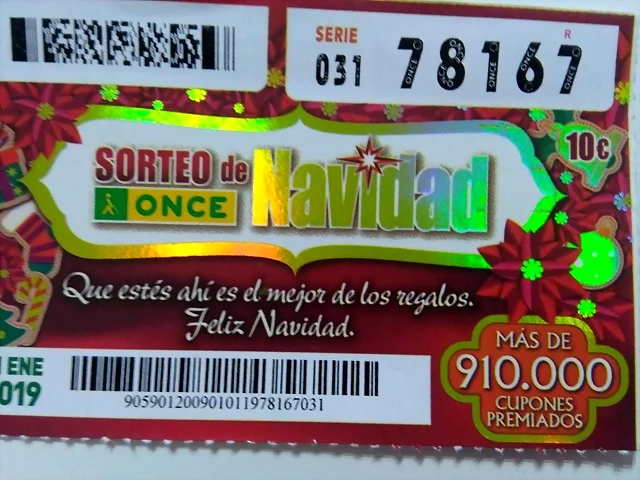 SERIE
031
R
78167
10€
SORTEO de
ONCE
Navidad
Que estés ahí es el mejor de los regalos.
Feliz Navidad.
ENE
2019
905901200901011978167031
MÁS DE
910.000
CUPONES
PREMIADOS